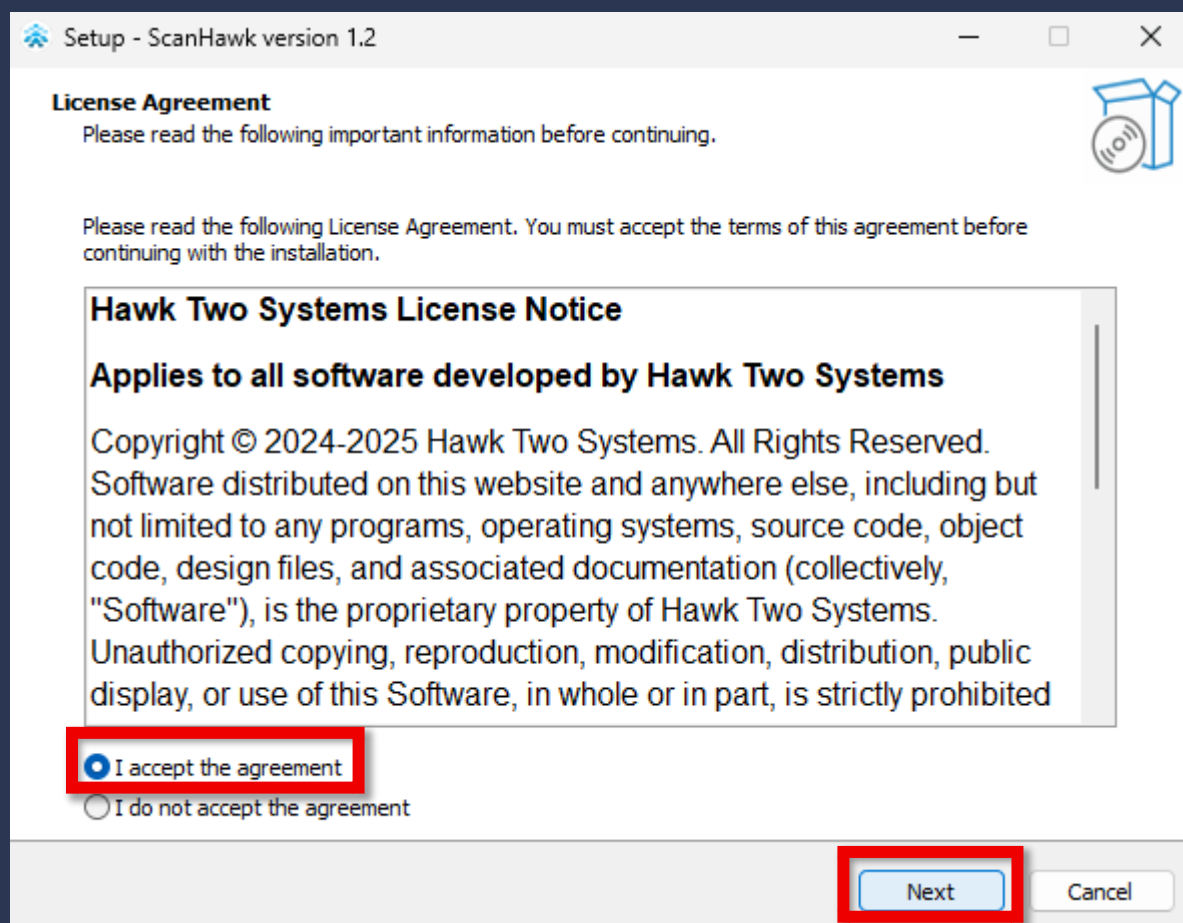 Setup - ScanHawk version 1.2
License Agreement
Please read the following important information before continuing.
Please read the following License Agreement. You must accept the terms of this agreement before
continuing with the installation.
Hawk Two Systems License Notice
Applies to all software developed by Hawk Two Systems
Copyright © 2024-2025 Hawk Two Systems. All Rights Reserved.
Software distributed on this website and anywhere else, including but
not limited to any programs, operating systems, source code, object
code, design files, and associated documentation (collectively,
"Software"), is the proprietary property of Hawk Two Systems.
Unauthorized copying, reproduction, modification, distribution, public
display, or use of this Software, in whole or in part, is strictly prohibited
I accept the agreement
I do not accept the agreement
Next Cancel